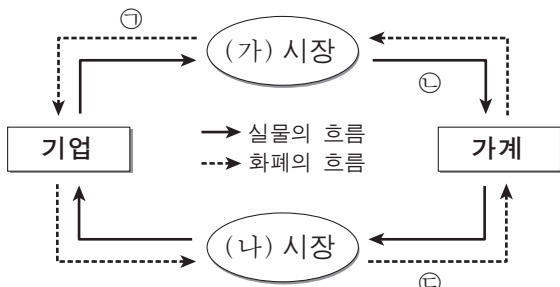 ㉠
(가) 시장
㉡
기업
실물의 흐름
화폐의 흐름
가계
(나) 시장
㉢